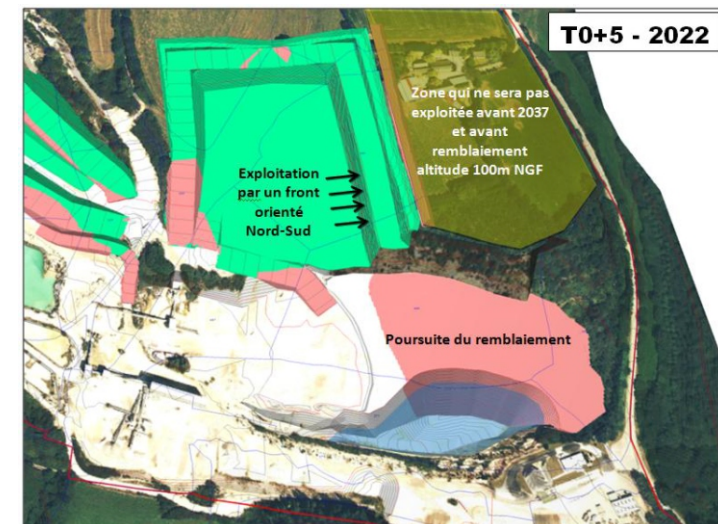 T0+5 - 2022
Zone qui ne sera pas
exploitée avant 2037
et avant
remblaiement
altitude 100m NGF
Exploitation
par un front
orienté
Nord-Sud
Poursuite du remblaiement